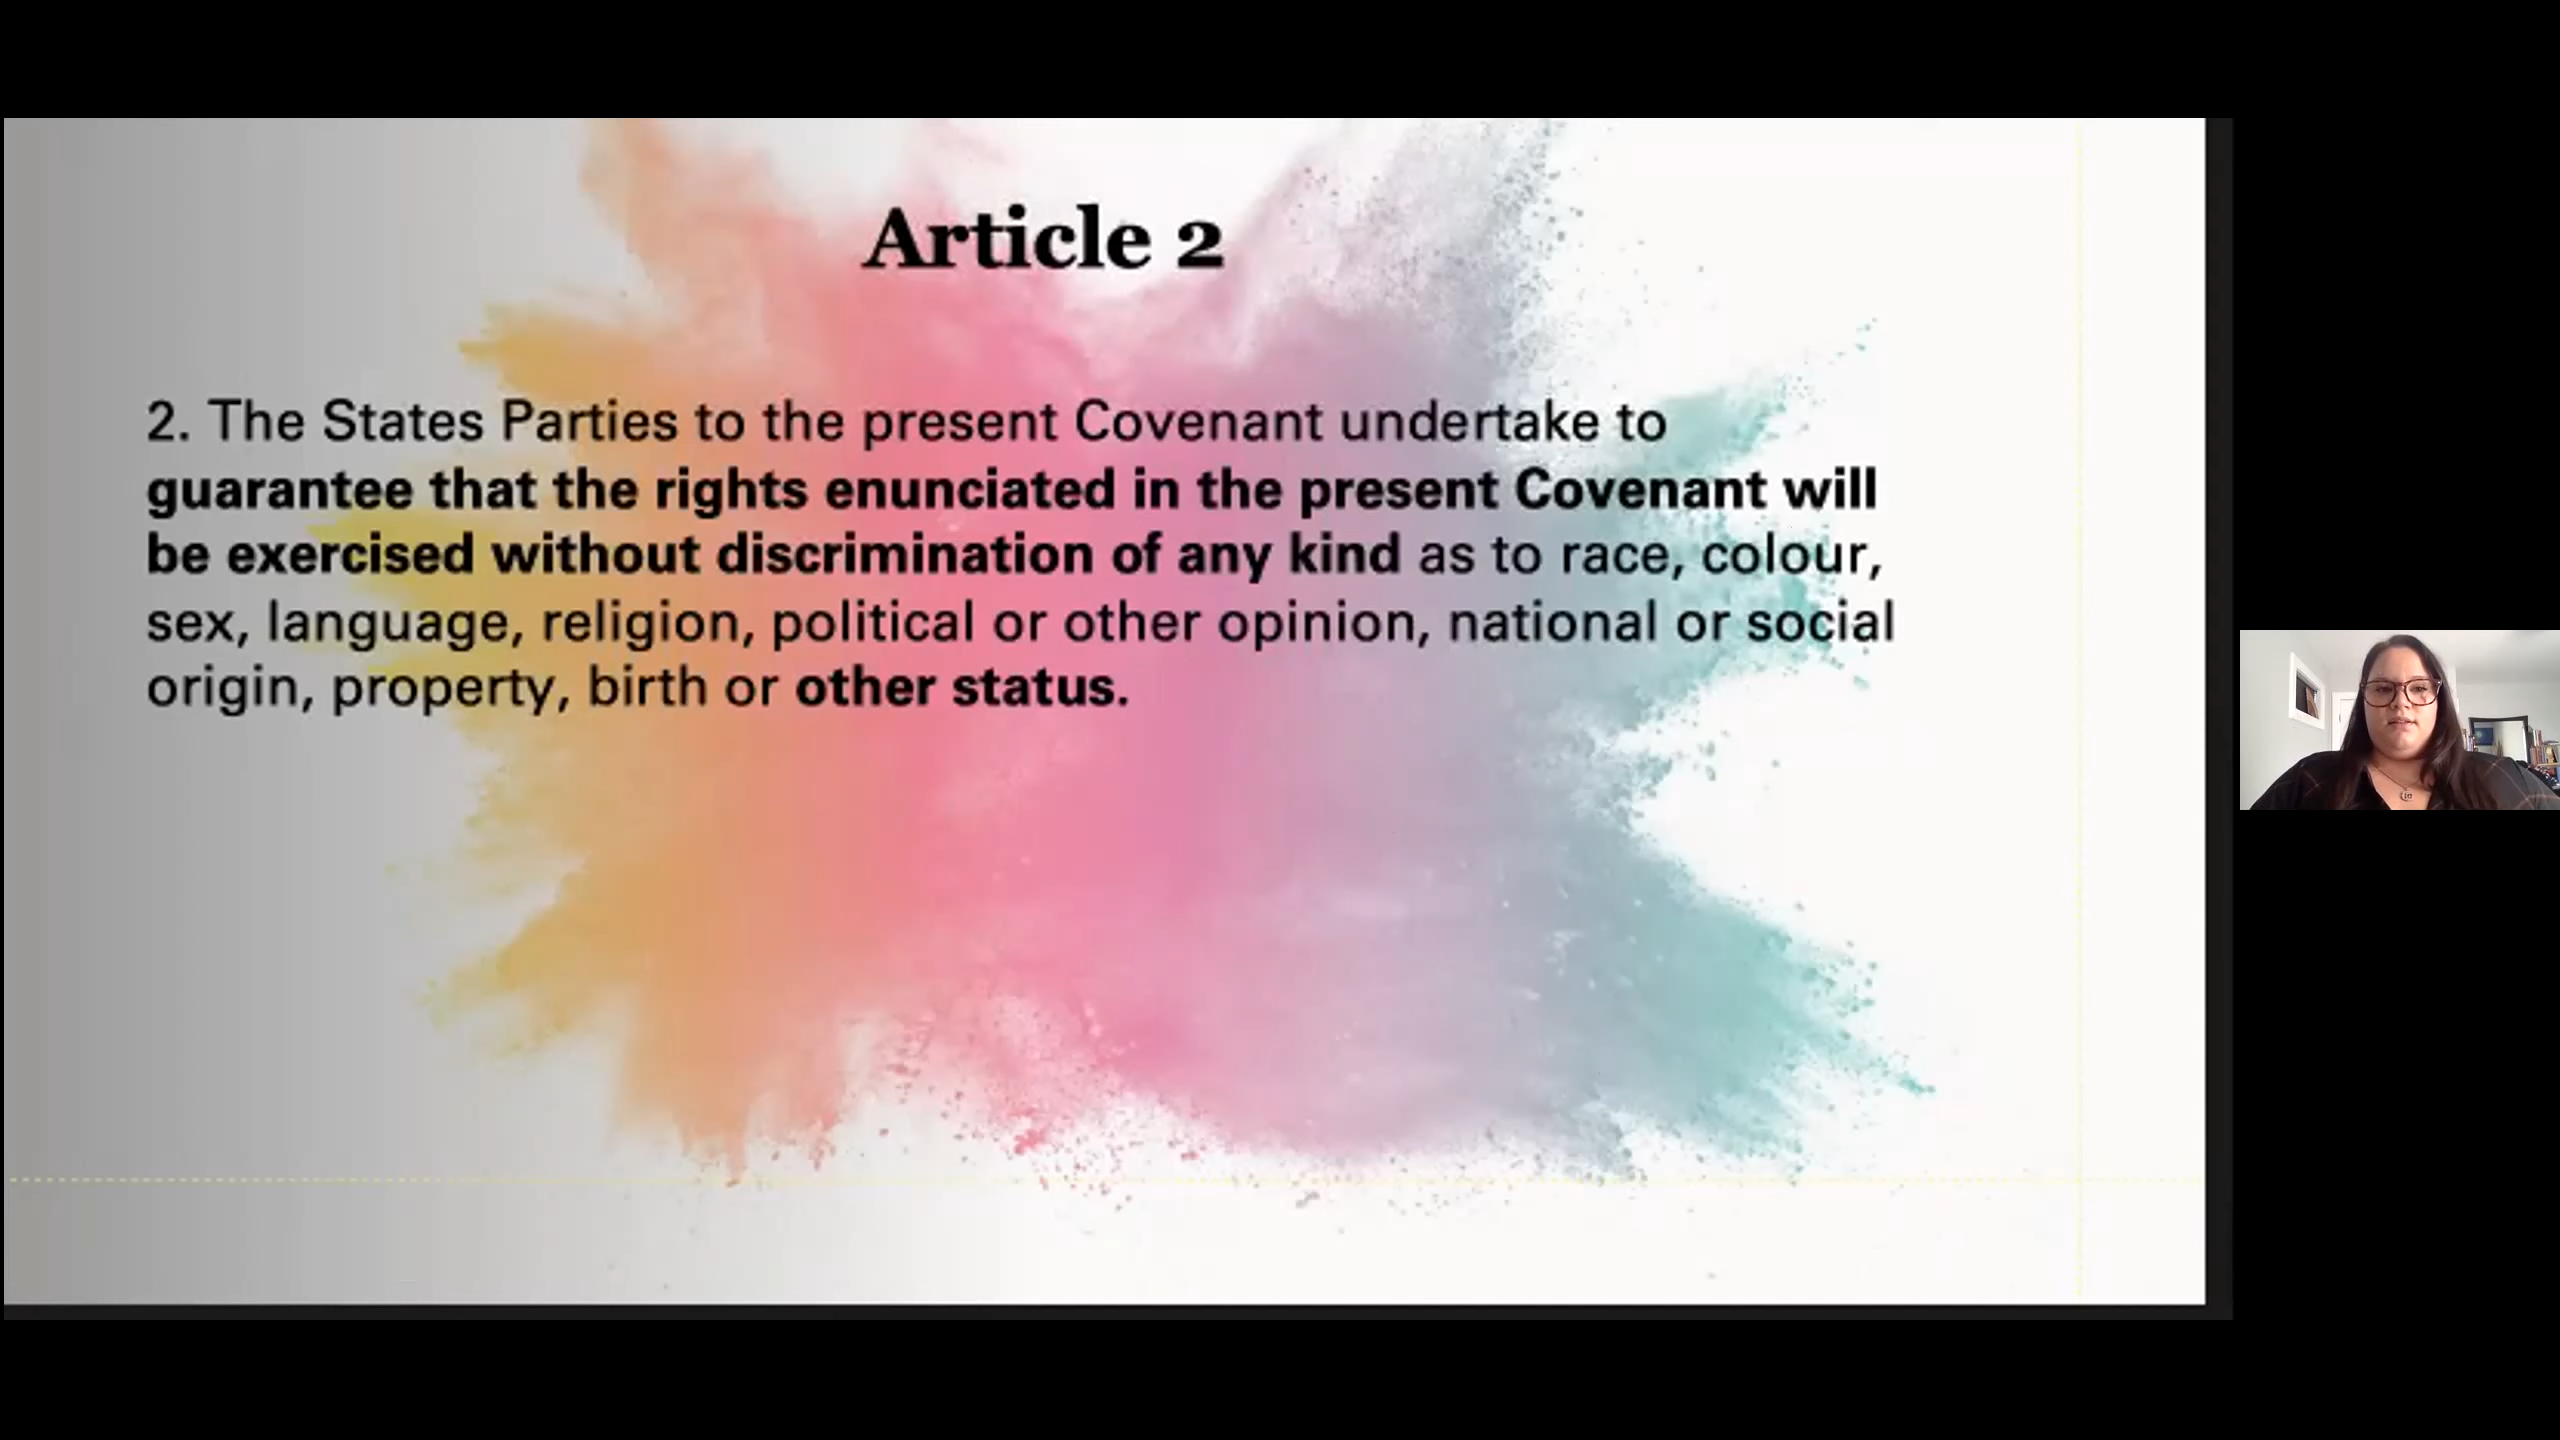 Article 2
2. The States Parties to the present Covenant undertake to
guarantee that the rights enunciated in the present Covenant will
be exercised without discrimination of any kind as to race, colour,
sex, language, religion, political or other opinion, national or social
origin, property, birth or other status.